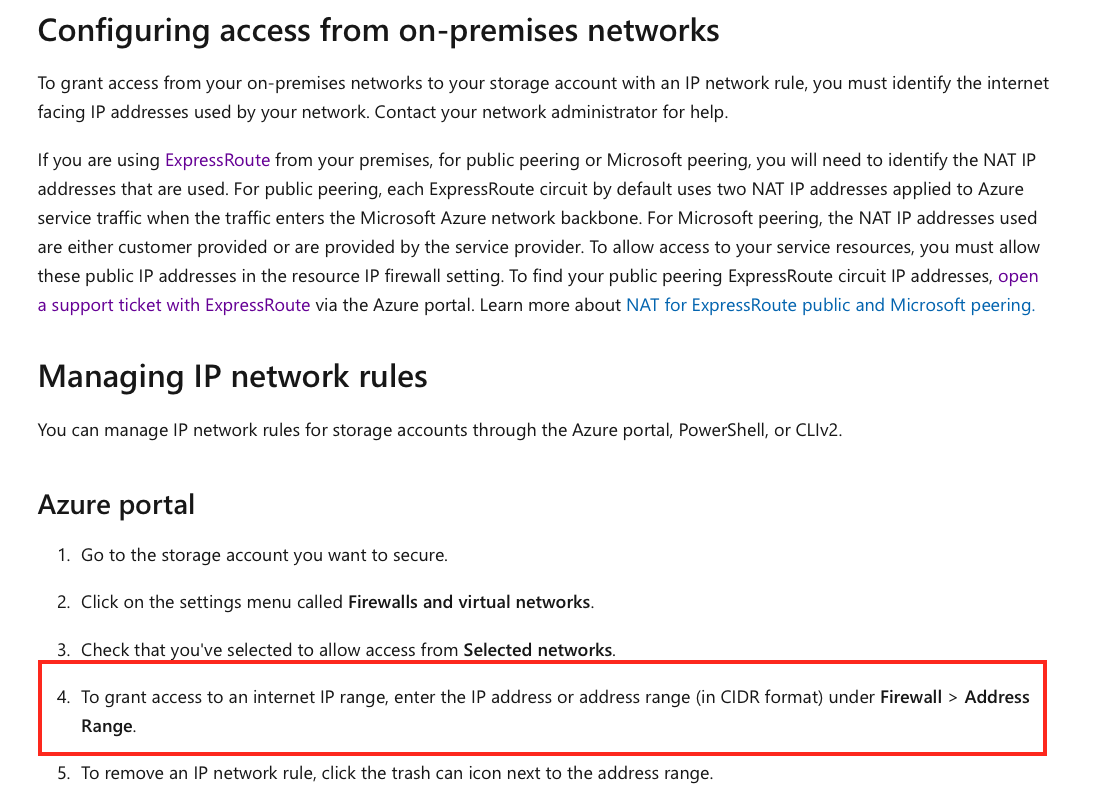 Configuring access from on-premises networks
To grant access from your on-premises networks to your storage account with an IP network rule, you must identify the internet
facing IP addresses used by your network. Contact your network administrator for help.
If you are using ExpressRoute from your premises, for public peering or Microsoft peering, you will need to identify the NAT IP
addresses that are used. For public peering, each ExpressRoute circuit by default uses two NAT IP addresses applied to Azure
service traffic when the traffic enters the Microsoft Azure network backbone. For Microsoft peering, the NAT IP addresses used
are either customer provided or are provided by the service provider. To allow access to your service resources, you must allow
these public IP addresses in the resource IP firewall setting. To find your public peering ExpressRoute circuit IP addresses, open
a support ticket with ExpressRoute via the Azure portal. Learn more about NAT for ExpressRoute public and Microsoft peering.
Managing IP network rules
You can manage IP network rules for storage accounts through the Azure portal, PowerShell, or CLIv2.
Azure portal
1. Go to the storage account you want to secure.
2. Click on the settings menu called Firewalls and virtual networks.
3. Check that you've selected to allow access from Selected networks.
4. To grant access to an internet IP range, enter the IP address or address range (in CIDR format) under Firewall > Address
Range.
5. To remove an IP network rule, click the trash can icon next to the address range.